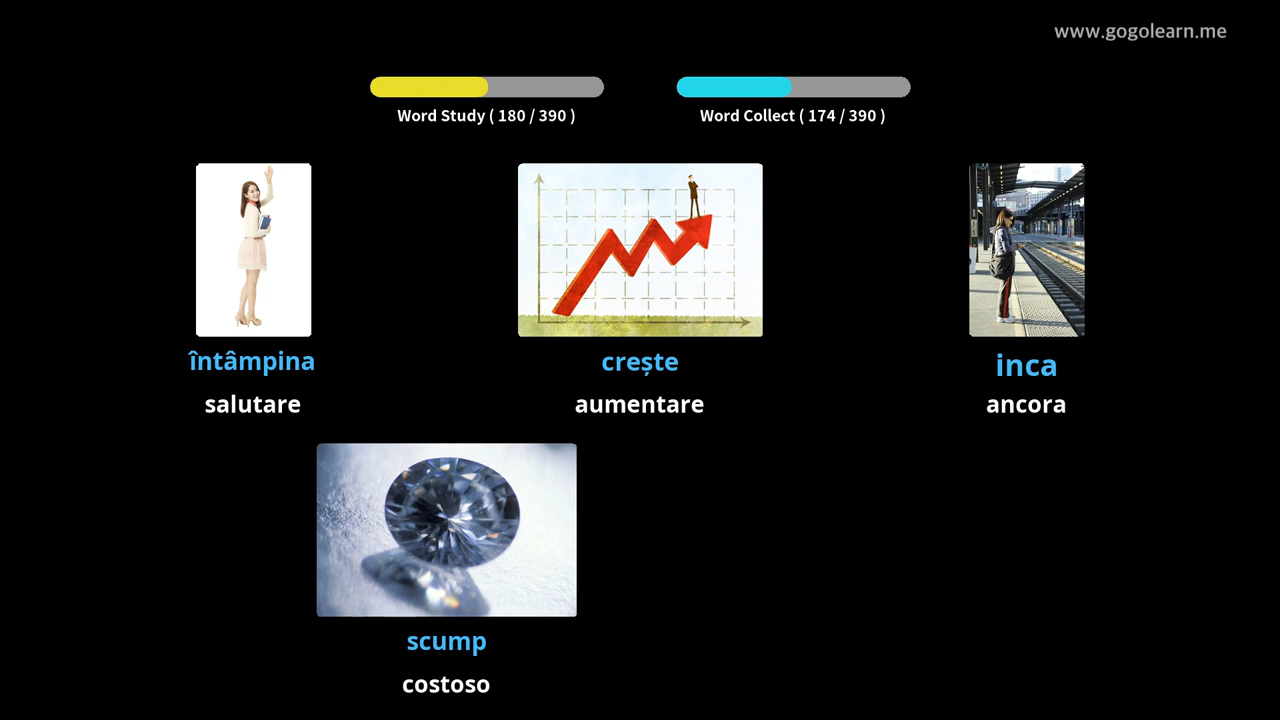 www.gogolearn.me
Word Study ( 180 / 390 )
Word Collect ( 174 / 390 )
întâmpina
crește
inca
salutare
aumentare
ancora
scump
costoso